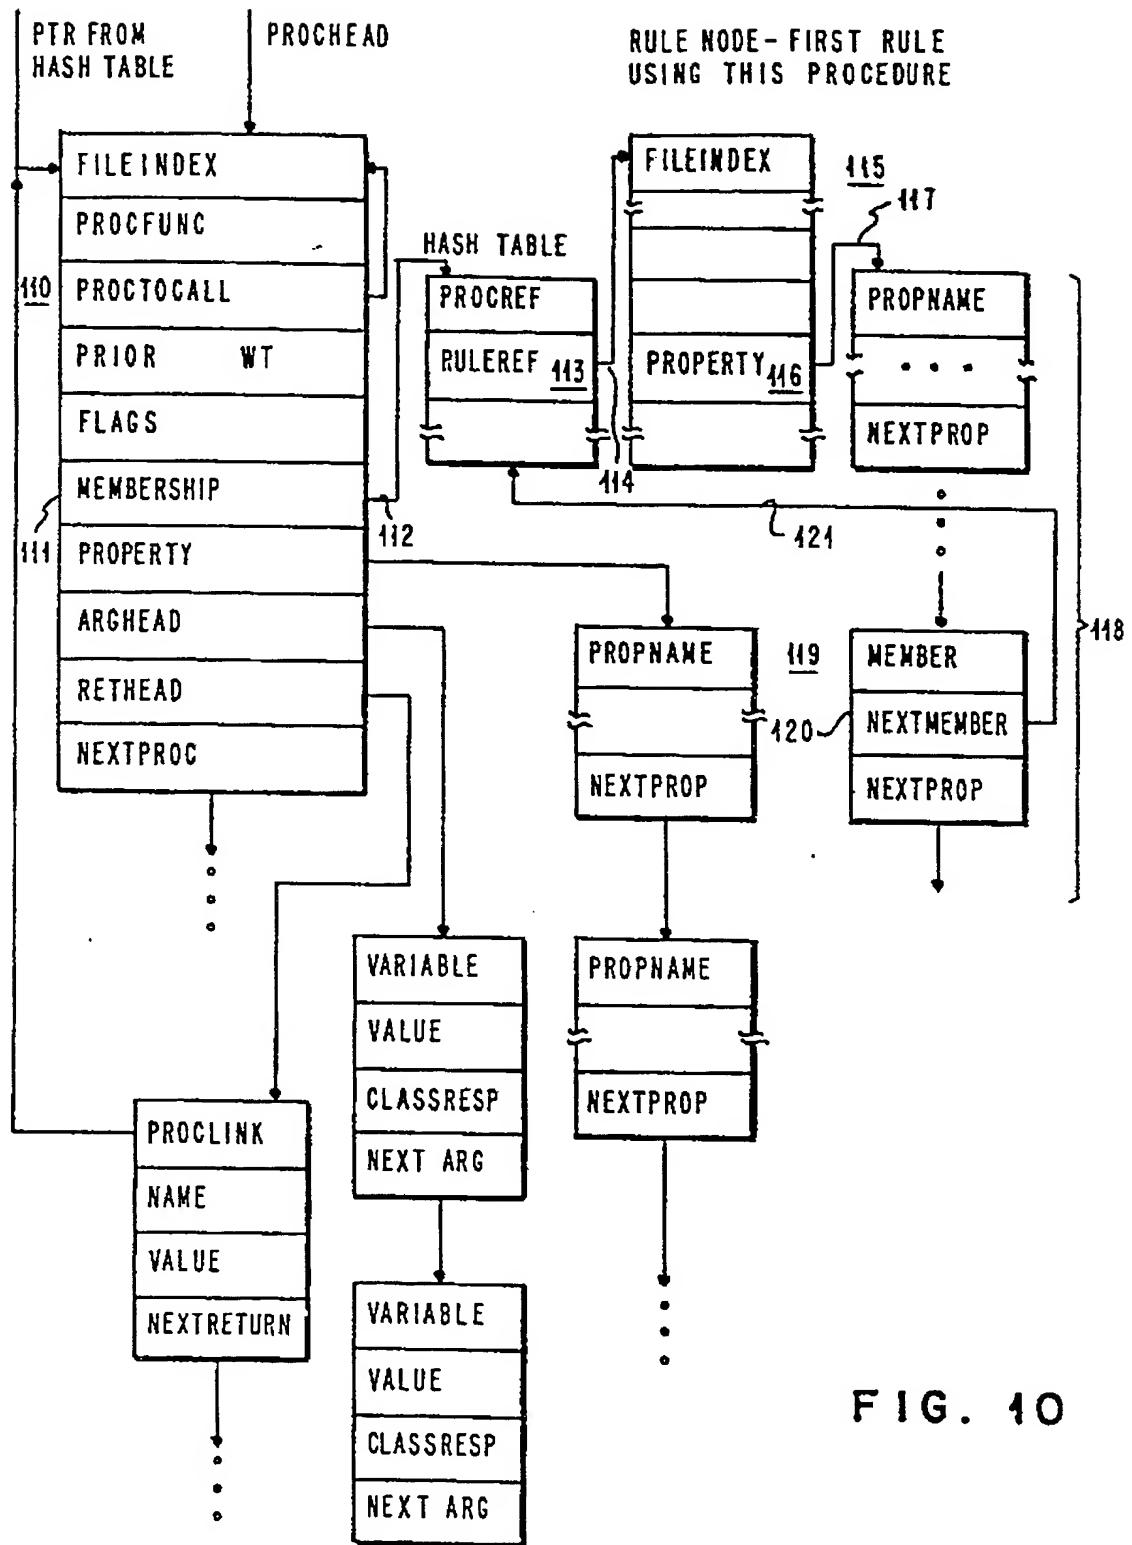 PTR FROM
HASH TABLE
PROCHEAD
RULE NODE-FIRST RULE
USING THIS PROCEDURE
FILEINDEX
PROCFUNC
110
PROCTOCALL
PRIOR WT
FLAGS
MEMBERSHIP
111
112
PROPERTY
ARGHEAD
RETHEAD
NEXTPROC
HASH TABLE
PROCREF
RULEREF 113
114
FILEINDEX
115
117
PROPERTY 116
PROPNAME
• • •
NEXTPROP
121
118
PROPNAME
119
NEXTPROP
MEMBER
120
NEXTMEMBER
NEXTPROP
PROPNAME
NEXTPROP
VARIABLE
VALUE
CLASSRESP
NEXT ARG
PROCLINK
NAME
VALUE
NEXTRETURN
VARIABLE
VALUE
CLASSRESP
NEXT ARG
FIG. 10